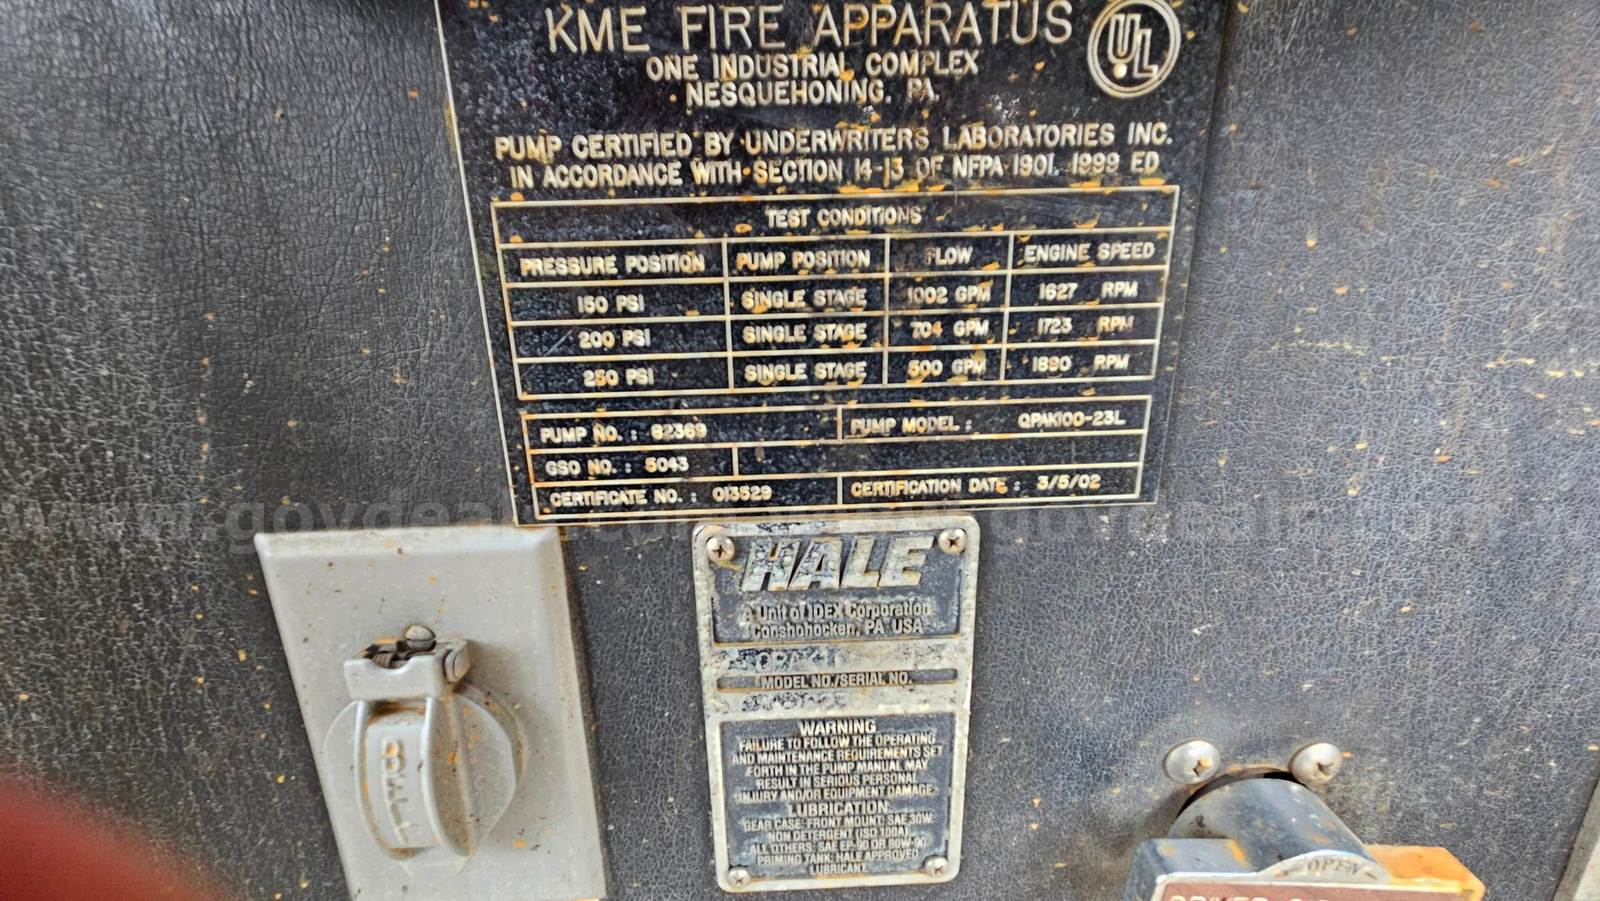 KME FIRE APPARATUS
UL
ONE INDUSTRIAL COMPLEX
NESQUEHONING, PA.
PUMP CERTIFIED BY UNDERWRITERS LABORATORIES INC.
IN ACCORDANCE WITH SECTION 14-13 OF NFPA 1901, 1999 ED
TEST CONDITIONS
PRESSURE POSITION PUMP POSITION FLOW ENGINE SPEED
150 PSI SINGLE STAGE 1002 GPM 1627 RPM
200 PSI SINGLE STAGE 704 GPM 1723 RPM
250 PSI SINGLE STAGE 500 GPM 1890 RPM
PUMP NO. : 82369 PUMP MODEL : QPAK100-23L
GSO NO. : 5043
CERTIFICATE NO. : 013529 CERTIFICATION DATE : 3/5/02
HALE
A Unit of IDEX Corporation
Conshohocken, PA USA
MODEL NO./SERIAL NO.
WARNING
FAILURE TO FOLLOW THE OPERATING
AND MAINTENANCE REQUIREMENTS SET
FORTH IN THE PUMP MANUAL MAY
RESULT IN SERIOUS PERSONAL
INJURY AND/OR EQUIPMENT DAMAGE.
LUBRICATION
GEAR CASE: FRONT MOUNT: SAE 30W
NON DETERGENT (ISO 100A)
ALL OTHERS: SAE EP-90 OR 80W-90
PRIMING TANK: HALE APPROVED
LUBRICANT.
OPEN